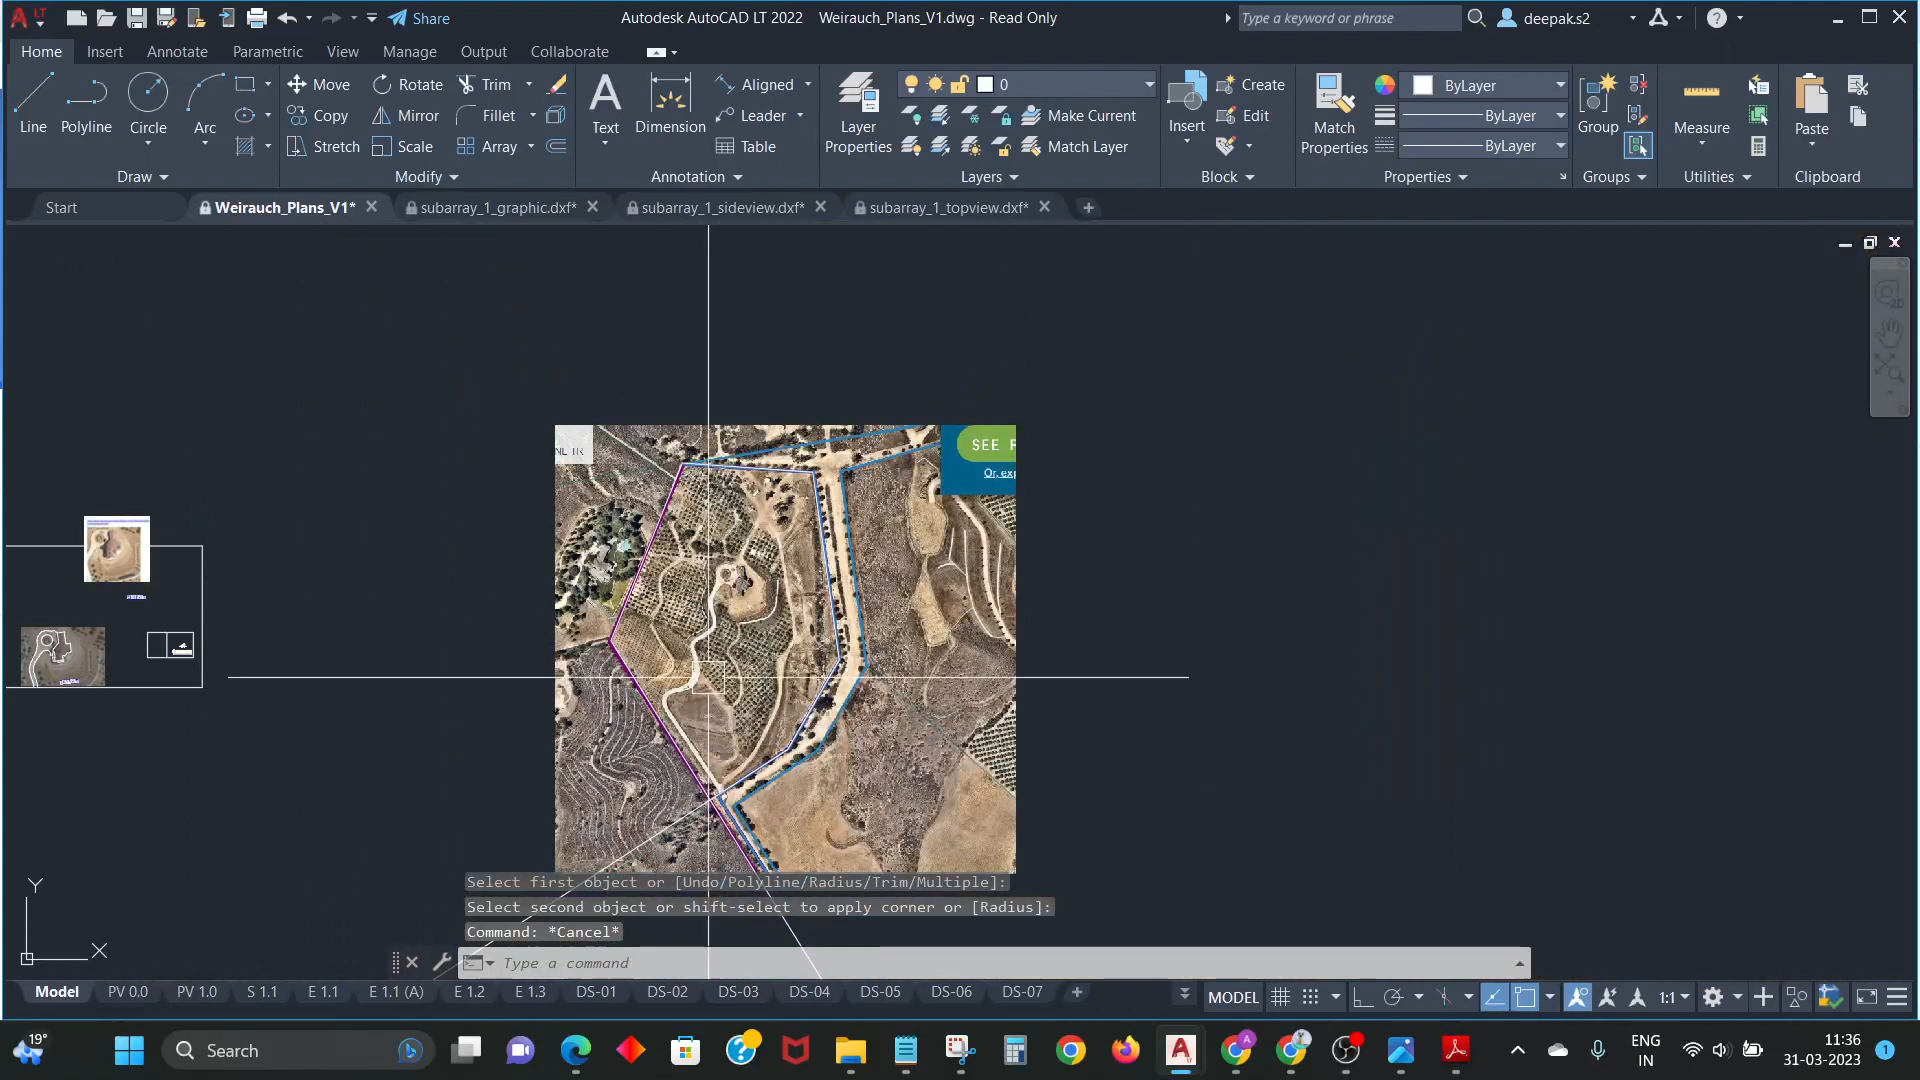 Share
Autodesk AutoCAD LT 2022 Weirauch_Plans_V1.dwg - Read Only
Type a keyword or phrase
deepak.s2
Home Insert Annotate Parametric View Manage Output Collaborate
Line Polyline Circle Arc
Move Rotate Trim
Copy Mirror Fillet
Stretch Scale Array
Text Dimension
Aligned
Leader
Table
Layer Properties
0
Make Current
Match Layer
Insert
Create
Edit
Match Properties
ByLayer
ByLayer
ByLayer
Group
Measure
Paste
Draw Modify Annotation Layers Block Properties Groups Utilities Clipboard
Start Weirauch_Plans_V1* subarray_1_graphic.dxf* subarray_1_sideview.dxf* subarray_1_topview.dxf*
NE TR
SEE F
Or, exp
Select first object or [Undo/Polyline/Radius/Trim/Multiple]:
Select second object or shift-select to apply corner or [Radius]:
Command: *Cancel*
Type a command
Y
X
Model PV 0.0 PV 1.0 S 1.1 E 1.1 E 1.1 (A) E 1.2 E 1.3 DS-01 DS-02 DS-03 DS-04 DS-05 DS-06 DS-07
MODEL
1:1
19°
Search
ENG
IN
11:36
31-03-2023
1